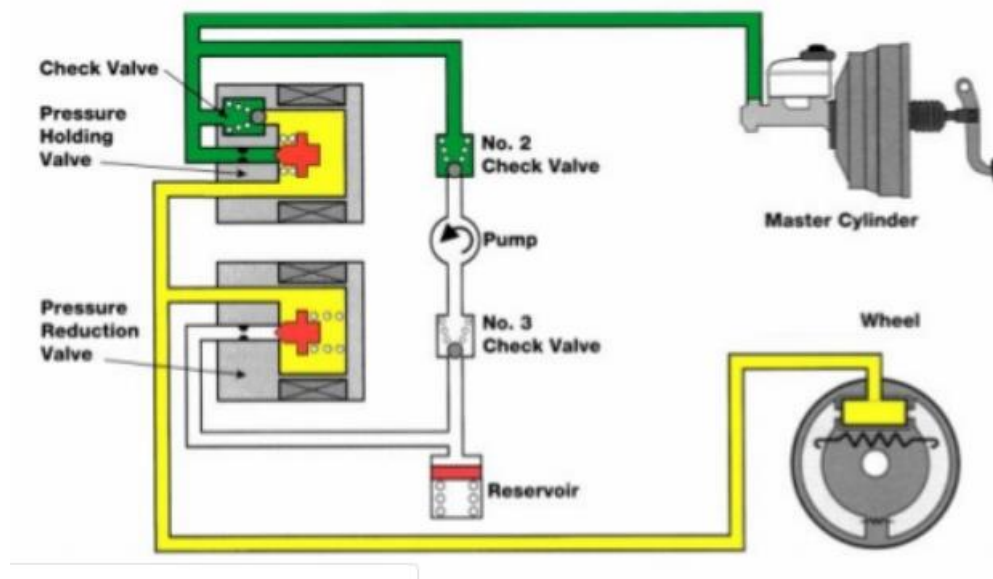 Check Valve
Pressure
Holding
Valve
No. 2
Check Valve
Master Cylinder
Pump
Pressure
Reduction
Valve
No. 3
Check Valve
Wheel
Reservoir